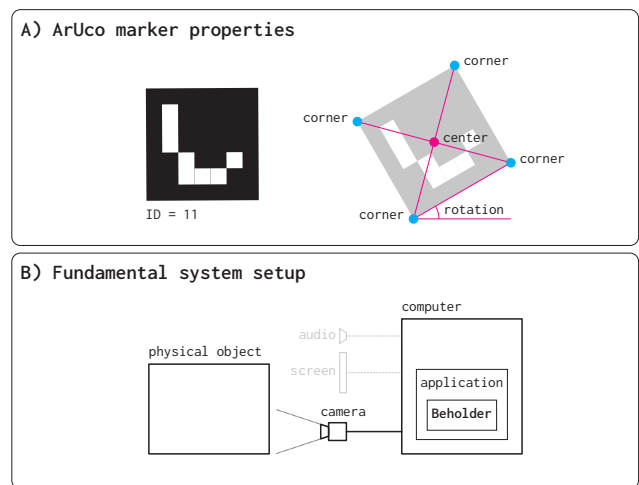 A) ArUco marker properties
corner
corner
center
corner
corner
rotation
ID = 11
B) Fundamental system setup
computer
audio
physical object
screen
application
camera
Beholder